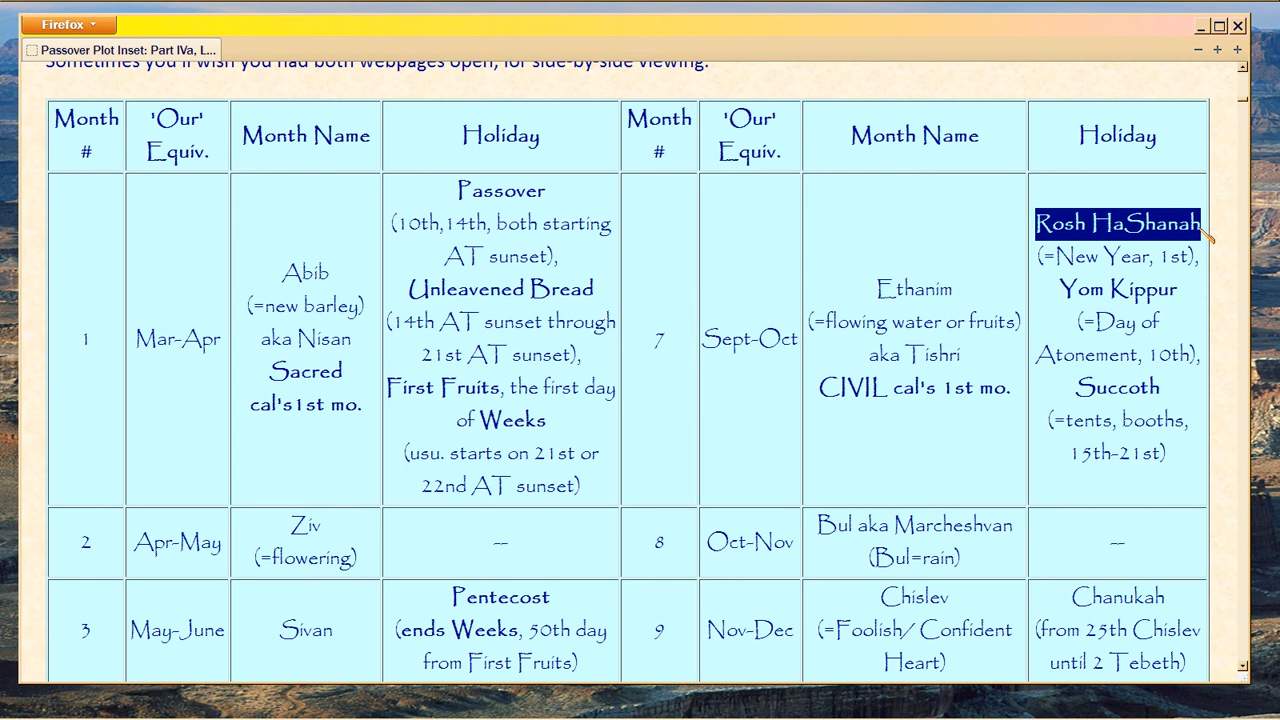 Firefox
Passover Plot Inset: Part IVa, L...
Sometimes you'll wish you had both webpages open, for side-by-side viewing.
Month #
'Our' Equiv.
Month Name
Holiday
Month #
'Our' Equiv.
Month Name
Holiday
1
Mar-Apr
Abib
(=new barley)
aka Nisan
Sacred
cal's1st mo.
Passover
(10th,14th, both starting
AT sunset),
Unleavened Bread
(14th AT sunset through
21st AT sunset),
First Fruits, the first day
of Weeks
(usu. starts on 21st or
22nd AT sunset)
7
Sept-Oct
Ethanim
(=flowing water or fruits)
aka Tishri
CIVIL cal's 1st mo.
Rosh HaShanah
(=New Year, 1st),
Yom Kippur
(=Day of
Atonement, 10th),
Succoth
(=tents, booths,
15th-21st)
2
Apr-May
Ziv
(=flowering)
--
8
Oct-Nov
Bul aka Marcheshvan
(Bul=rain)
--
3
May-June
Sivan
Pentecost
(ends Weeks, 50th day
from First Fruits)
9
Nov-Dec
Chislev
(=Foolish/ Confident
Heart)
Chanukah
(from 25th Chislev
until 2 Tebeth)